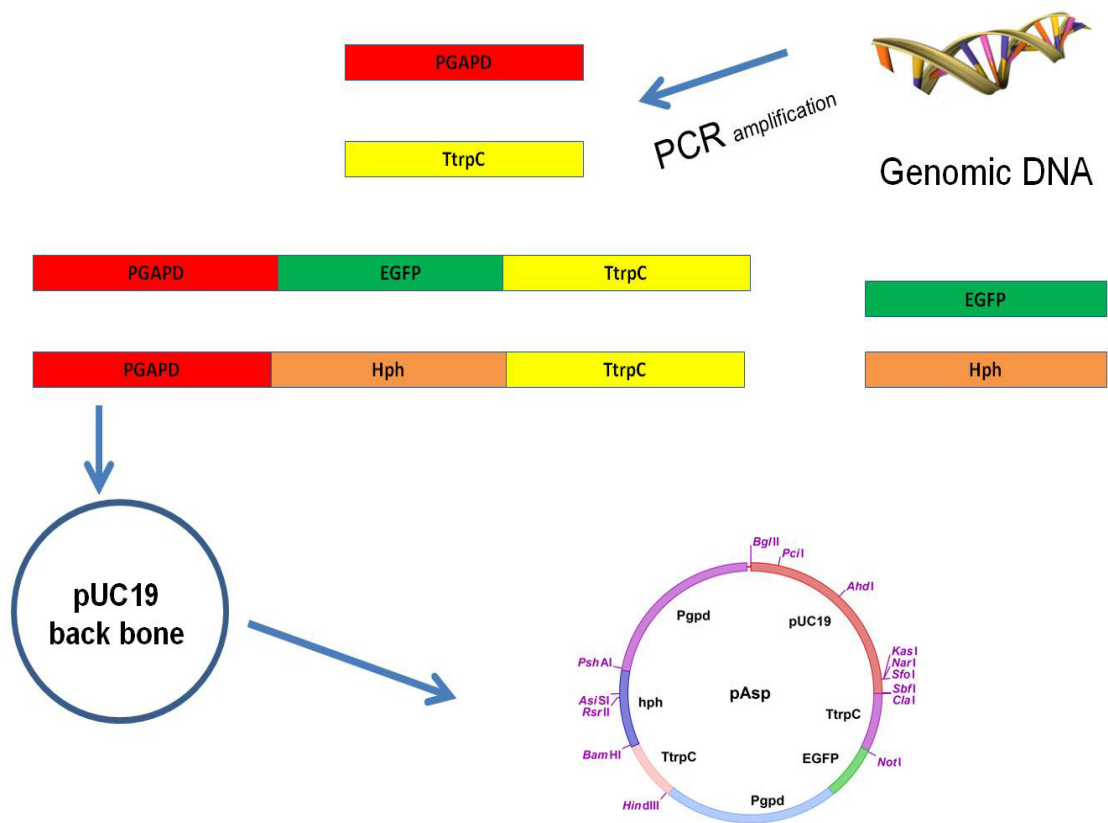 PGAPD
TtrpC
PCR amplification
Genomic DNA
PGAPD EGFP TtrpC
EGFP
PGAPD Hph TtrpC
Hph
pUC19
back bone
BglII
PciI
AhdI
Pgpd
pUC19
KasI
NarI
SfoI
SbfI
ClaI
PshAI
AsiSI
RsrII
hph
pAsp
TtrpC
BamHI
TtrpC
EGFP
NotI
HindIII
Pgpd